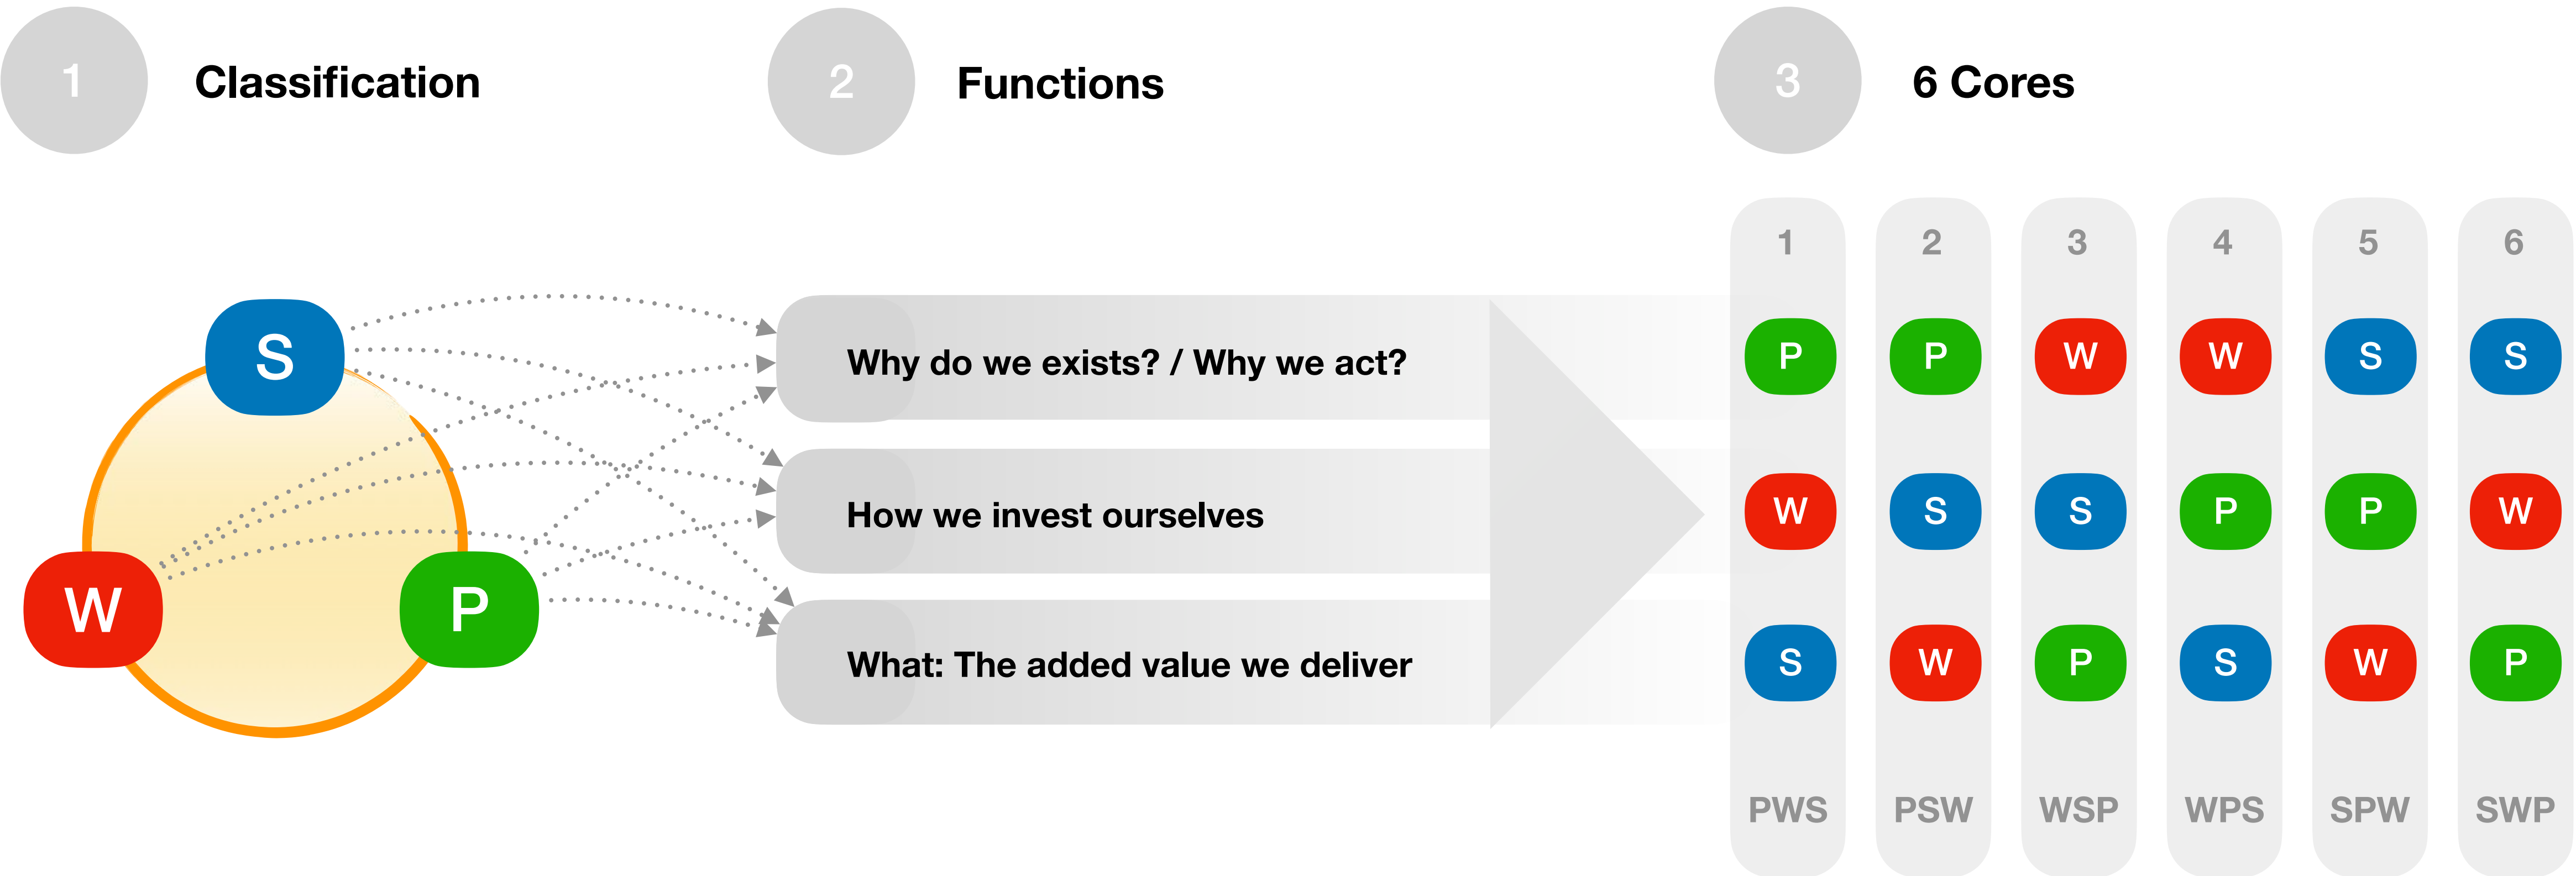 1 Classification
2 Functions
3 6 Cores
S
W
P
Why do we exists? / Why we act?
How we invest ourselves
What: The added value we deliver
1 2 3 4 5 6
P P W W S S
W S S P P W
S W P S W P
PWS PSW WSP WPS SPW SWP